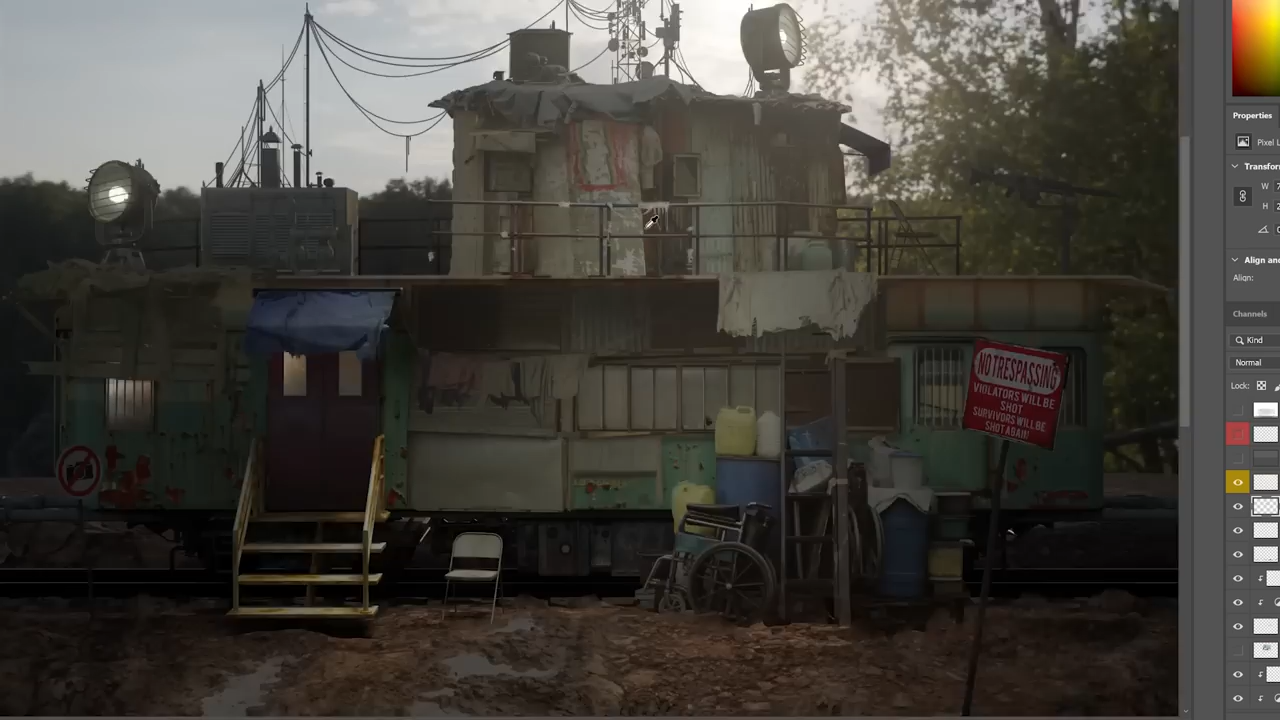 NO TRESPASSING
VIOLATORS WILL BE
SHOT
SURVIVORS WILL BE
SHOT AGAIN!
Properties
Pixel L
Transform
W
H
Align and
Align:
Channels
Kind
Normal
Lock: